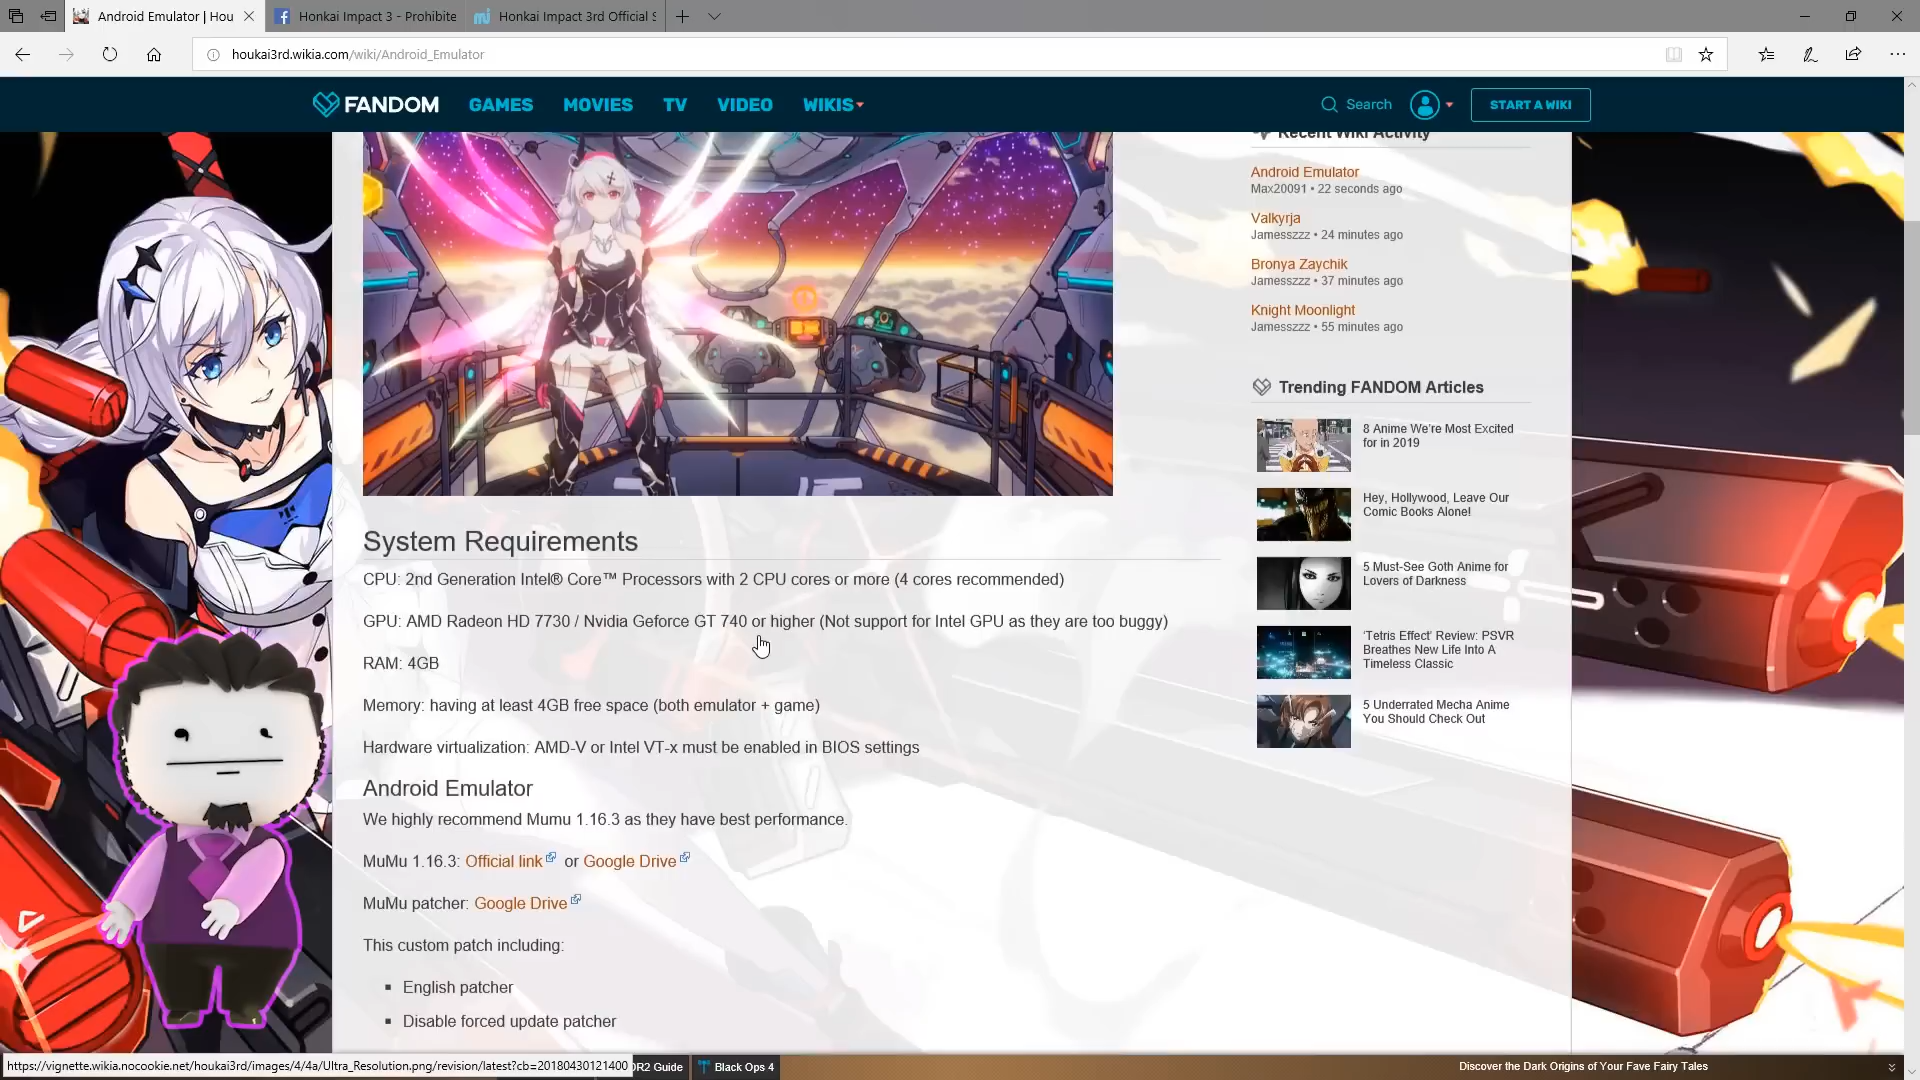 Android Emulator | Hou
Honkai Impact 3 - Prohibite
Honkai Impact 3rd Official S
houkai3rd.wikia.com/wiki/Android_Emulator
FANDOM GAMES MOVIES TV VIDEO WIKIS Search START A WIKI
Recent Wiki Activity
Android Emulator
Max20091 • 22 seconds ago
Valkyrja
Jamesszzz • 24 minutes ago
Bronya Zaychik
Jamesszzz • 37 minutes ago
Knight Moonlight
Jamesszzz • 55 minutes ago
Trending FANDOM Articles
8 Anime We're Most Excited
for in 2019
Hey, Hollywood, Leave Our
Comic Books Alone!
5 Must-See Goth Anime for
Lovers of Darkness
'Tetris Effect' Review: PSVR
Breathes New Life Into A
Timeless Classic
5 Underrated Mecha Anime
You Should Check Out
System Requirements
CPU: 2nd Generation Intel® Core™ Processors with 2 CPU cores or more (4 cores recommended)
GPU: AMD Radeon HD 7730 / Nvidia Geforce GT 740 or higher (Not support for Intel GPU as they are too buggy)
RAM: 4GB
Memory: having at least 4GB free space (both emulator + game)
Hardware virtualization: AMD-V or Intel VT-x must be enabled in BIOS settings
Android Emulator
We highly recommend Mumu 1.16.3 as they have best performance.
MuMu 1.16.3: Official link or Google Drive
MuMu patcher: Google Drive
This custom patch including:
▪ English patcher
▪ Disable forced update patcher
https://vignette.wikia.nocookie.net/houkai3rd/images/4/4a/Ultra_Resolution.png/revision/latest?cb=20180430121400
DR2 Guide
Black Ops 4
Discover the Dark Origins of Your Fave Fairy Tales